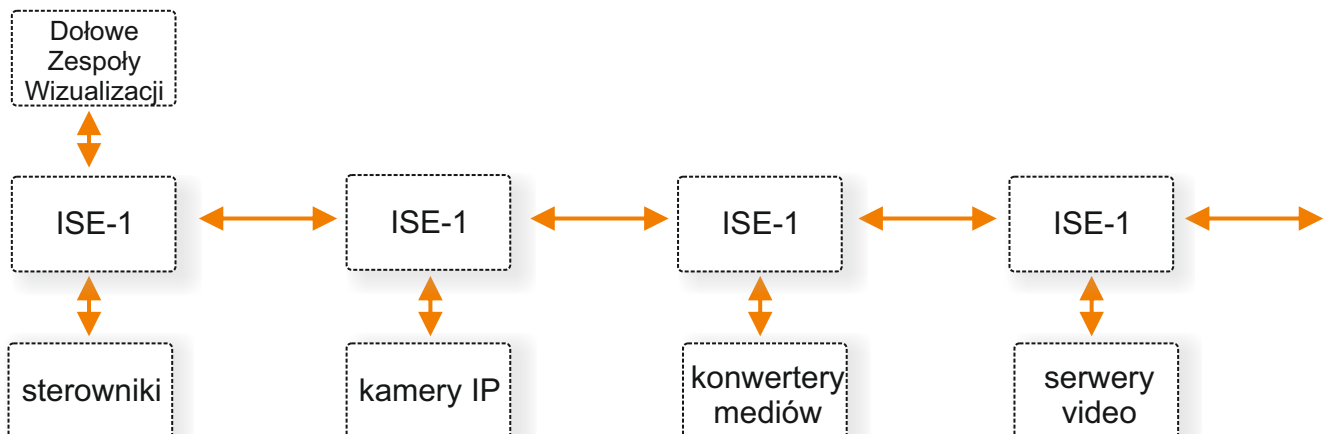 Dołowe
Zespoły
Wizualizacji
ISE-1
ISE-1
ISE-1
ISE-1
sterowniki
kamery IP
konwertery
mediów
serwery
video